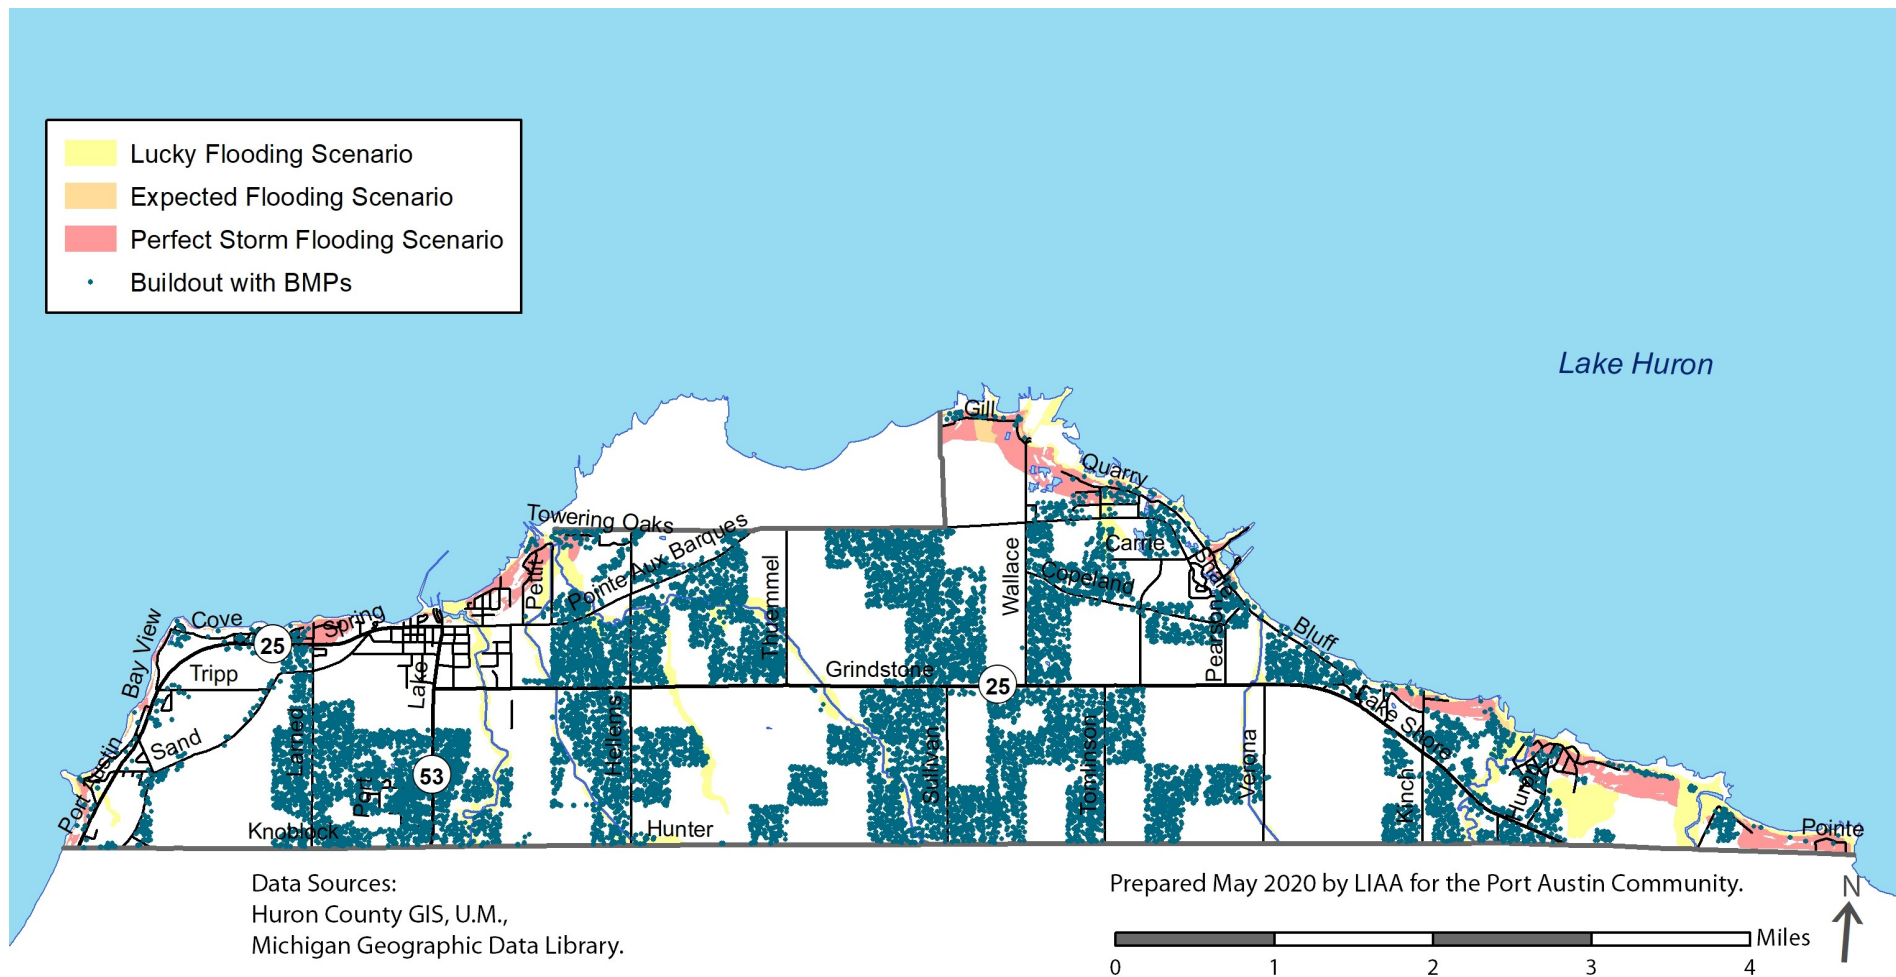 Lucky Flooding Scenario
Expected Flooding Scenario
Perfect Storm Flooding Scenario
Buildout with BMPs
Lake Huron
Gill
Quarry
Towering Oaks
Pointe Aux Barques
Pettit
Carrie
Copeland
Wallace
Thuemmel
Shore
Pearson
Bluff
Bay View
Cove
25
Spring
Tripp
Lake
Grindstone
25
Lake Shore
Sand
Larned
Hellems
Sullivan
Tomlinson
Verona
Kinch
Port Austin
Port
53
Knoblock
Hunter
Pointe
Data Sources:
Huron County GIS, U.M.,
Michigan Geographic Data Library.
Prepared May 2020 by LIAA for the Port Austin Community.
N
Miles
0 1 2 3 4